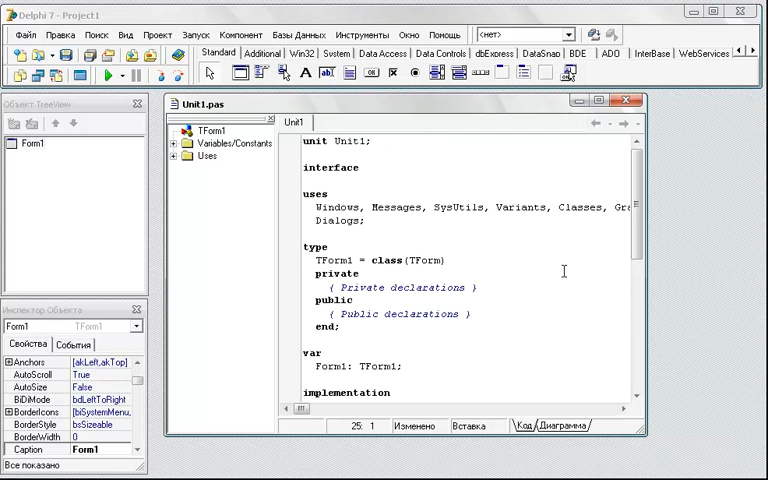 Delphi 7 - Project1
Файл Правка Поиск Вид Проект Запуск Компонент Базы Данных Инструменты Окно Помощь <нет>
Standard Additional Win32 System Data Access Data Controls dbExpress DataSnap BDE ADO InterBase WebServices
Объект TreeView
Form1
Инспектор Объекта
Form1 TForm1
Свойства События
Anchors [akLeft,akTop]
AutoScroll True
AutoSize False
BiDiMode bdLeftToRight
BorderIcons [biSystemMenu,
BorderStyle bsSizeable
BorderWidth 0
Caption Form1
Все показано
Unit1.pas
TForm1
Variables/Constants
Uses
Unit1
unit Unit1;
interface
uses
Windows, Messages, SysUtils, Variants, Classes, Gra
Dialogs;
type
TForm1 = class(TForm)
private
{ Private declarations }
public
{ Public declarations }
end;
var
Form1: TForm1;
implementation
25: 1 Изменено Вставка Код Диаграмма